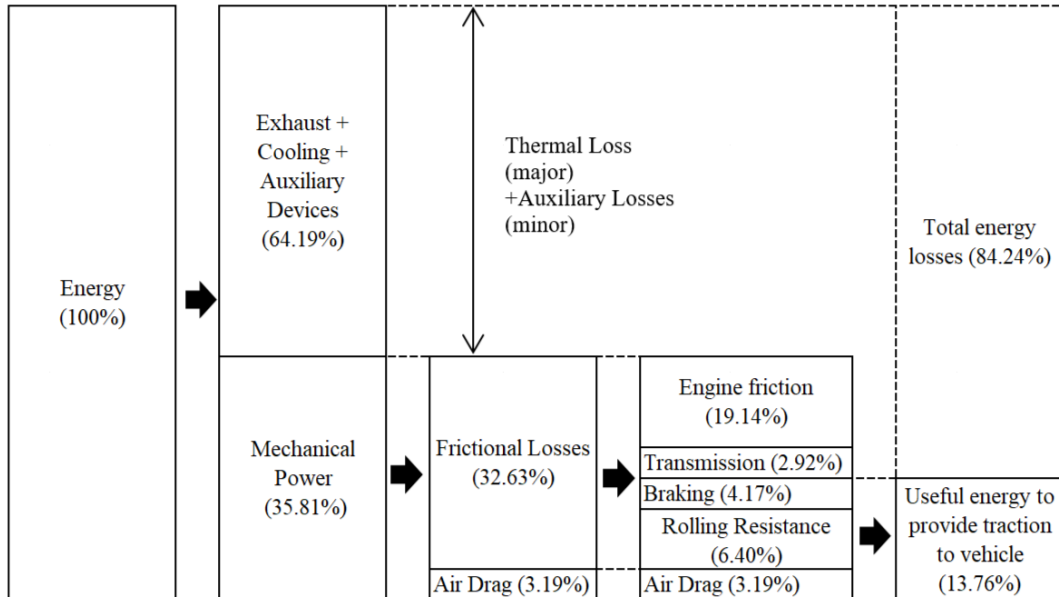 Energy
(100%)
Exhaust +
Cooling +
Auxiliary
Devices
(64.19%)
Mechanical
Power
(35.81%)
Thermal Loss
(major)
+Auxiliary Losses
(minor)
Frictional Losses
(32.63%)
Air Drag (3.19%)
Engine friction
(19.14%)
Transmission (2.92%)
Braking (4.17%)
Rolling Resistance
(6.40%)
Air Drag (3.19%)
Total energy
losses (84.24%)
Useful energy to
provide traction
to vehicle
(13.76%)